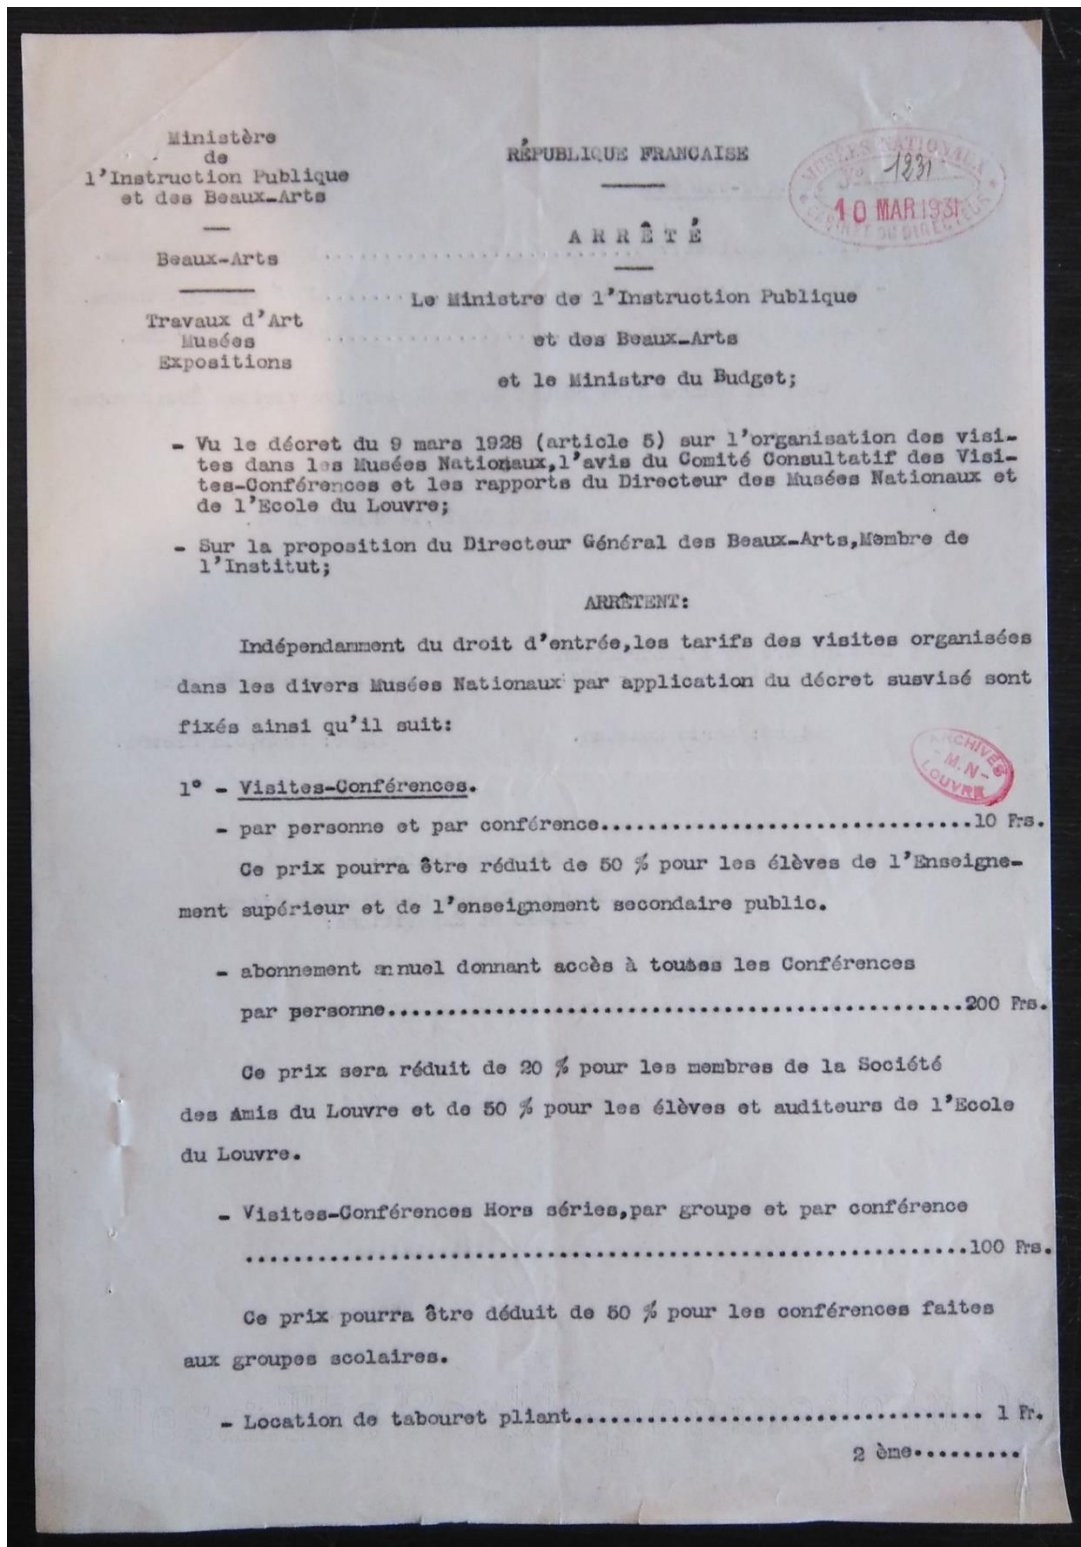 Ministère
de
l'Instruction Publique
et des Beaux-Arts
Beaux-Arts
Travaux d'Art
Musées
Expositions
RÉPUBLIQUE FRANCAISE
MUSÉES NATIONAUX
No 1231
10 MAR 1931
CABINET DU DIRECTEUR
ARRÊTÉ
Le Ministre de l'Instruction Publique
et des Beaux-Arts
et le Ministre du Budget;
- Vu le décret du 9 mars 1928 (article 5) sur l'organisation des visi-
tes dans les Musées Nationaux,l'avis du Comité Consultatif des Visi-
tes-Conférences et les rapports du Directeur des Musées Nationaux et
de l'Ecole du Louvre;
- Sur la proposition du Directeur Général des Beaux-Arts,Membre de
l'Institut;
ARRÊTENT:
Indépendamment du droit d'entrée,les tarifs des visites organisées
dans les divers Musées Nationaux par application du décret susvisé sont
fixés ainsi qu'il suit:
ARCHIVES
- M.N -
LOUVRE
1° - Visites-Conférences.
- par personne et par conférence................................10 Frs.
Ce prix pourra être réduit de 50 % pour les élèves de l'Enseigne-
ment supérieur et de l'enseignement secondaire public.
- abonnement annuel donnant accès à toutes les Conférences
par personne.................................................200 Frs.
Ce prix sera réduit de 20 % pour les membres de la Société
des Amis du Louvre et de 50 % pour les élèves et auditeurs de l'Ecole
du Louvre.
- Visites-Conférences Hors séries,par groupe et par conférence
.............................................................100 Frs.
Ce prix pourra être déduit de 50 % pour les conférences faites
aux groupes scolaires.
- Location de tabouret pliant................................... 1 Fr.
2 ème.........